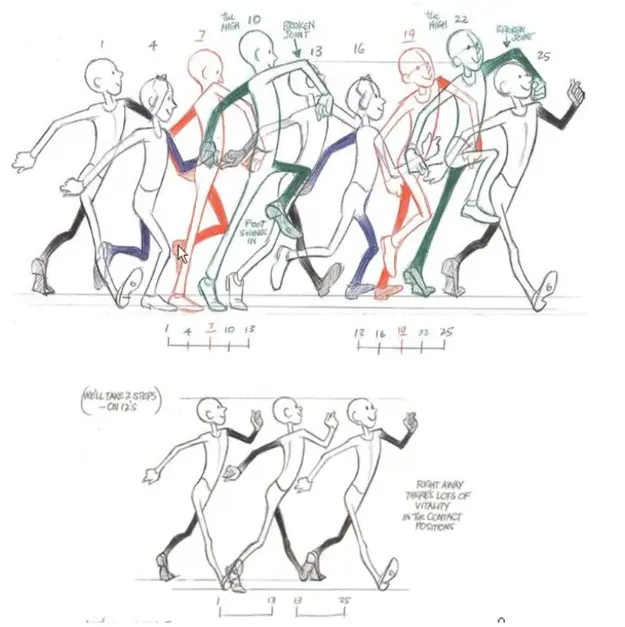 THE HIGH
10
BROKEN JOINT
THE HIGH
22
BROKEN JOINT
1
4
7
13
16
19
25
FOOT
SWINGS
IN
1 4 7 10 13
13 16 19 22 25
(WE'LL TAKE 2 STEPS
- ON 12'S)
RIGHT AWAY
THERE'S LOTS OF
VITALITY
IN THE CONTACT
POSITIONS
1 13 13 25